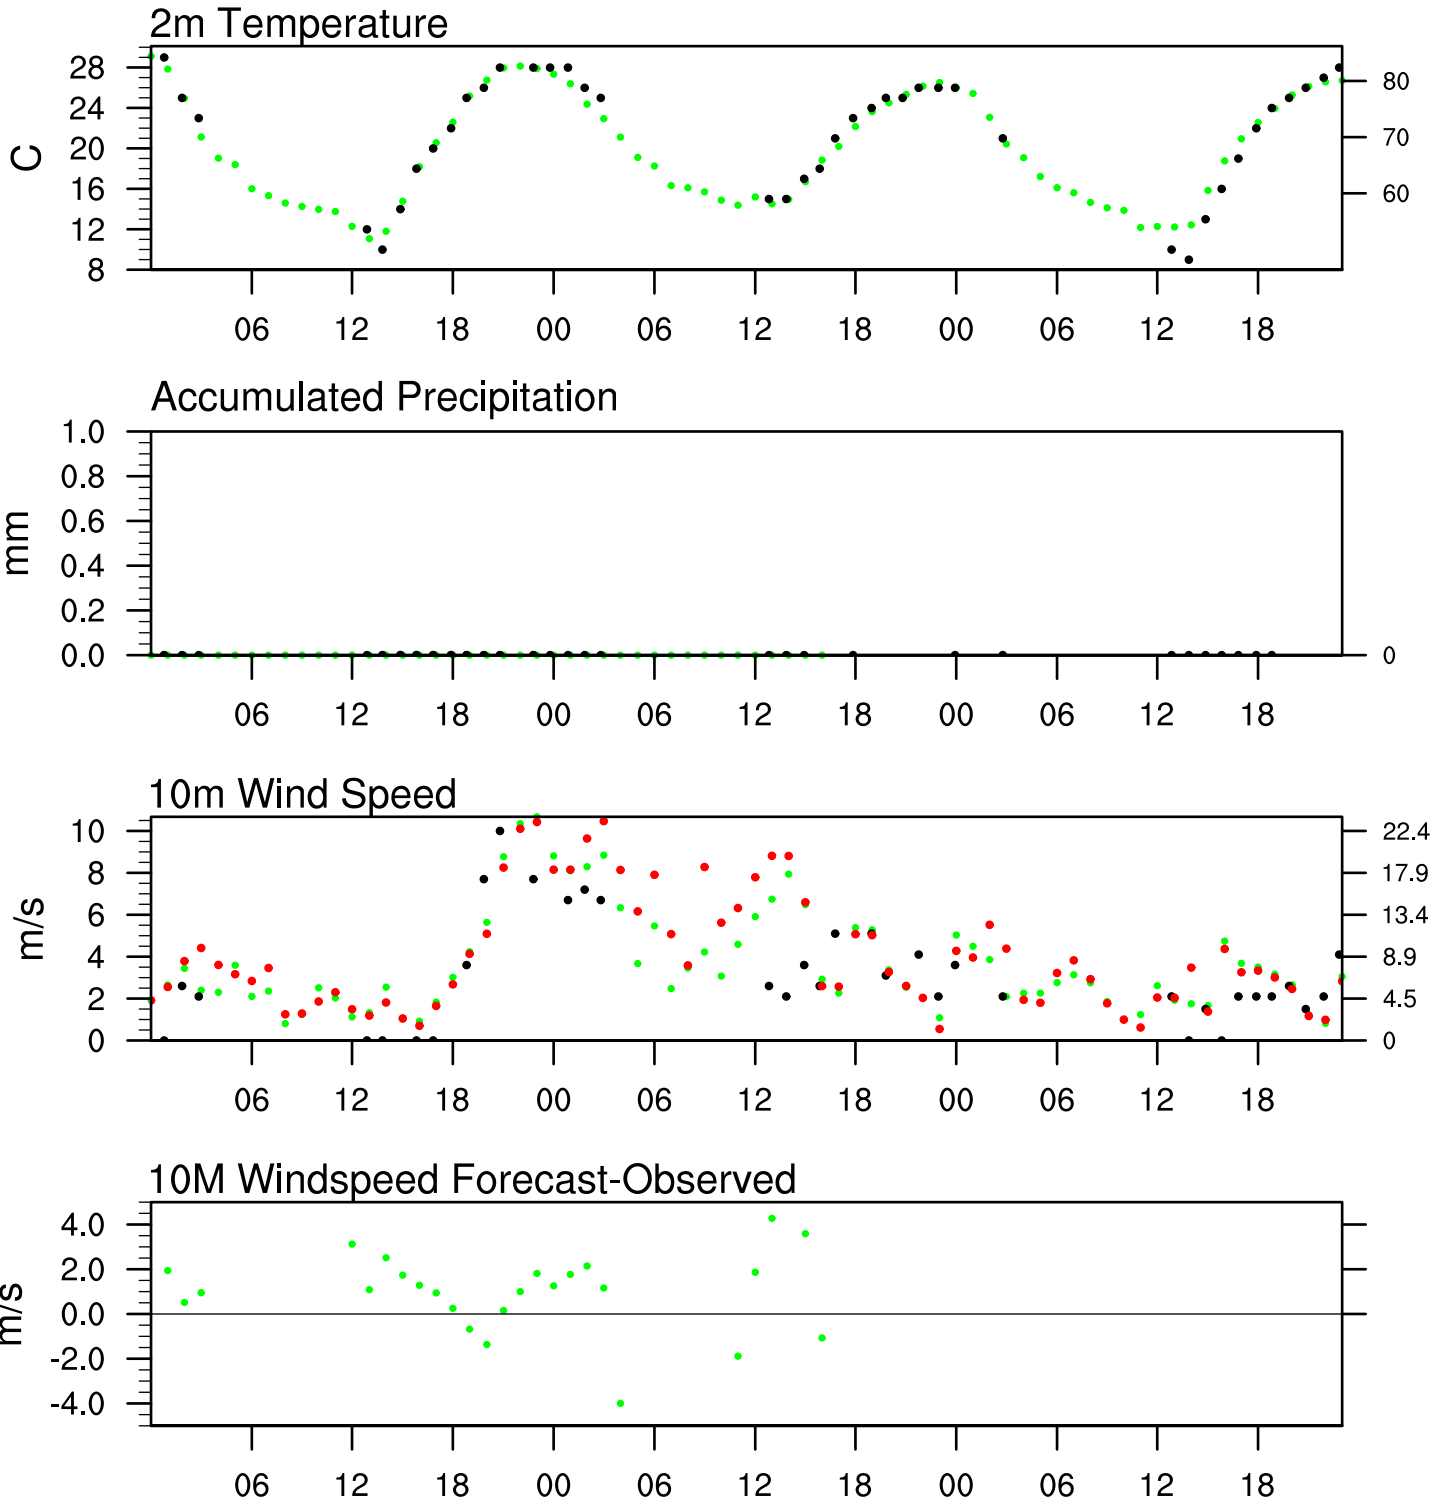 2m Temperature
28
24
20
16
12
8
C
80
70
60
06 12 18 00 06 12 18 00 06 12 18
Accumulated Precipitation
1.0
0.8
0.6
0.4
0.2
0.0
mm
0
06 12 18 00 06 12 18 00 06 12 18
10m Wind Speed
10
8
6
4
2
0
m/s
22.4
17.9
13.4
8.9
4.5
0
06 12 18 00 06 12 18 00 06 12 18
10M Windspeed Forecast-Observed
4.0
2.0
0.0
-2.0
-4.0
m/s
06 12 18 00 06 12 18 00 06 12 18